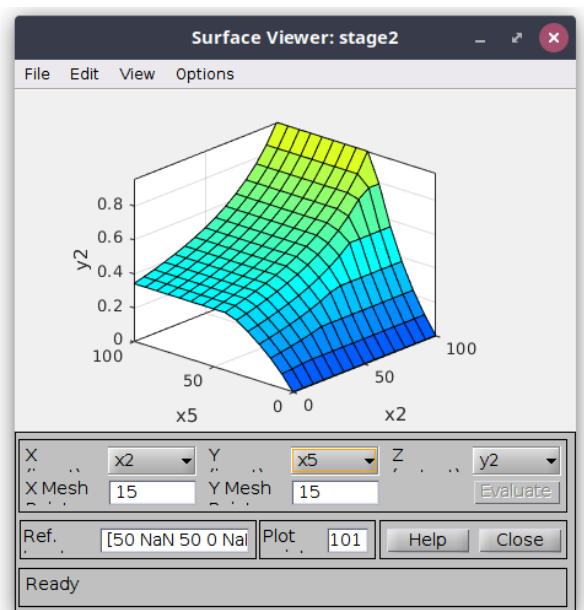 Surface Viewer: stage2
File Edit View Options
0.8
0.6
0.4
0.2
0
y2
100
50
0
x5
0
50
100
x2
X x2 Y x5 Z y2
X Mesh 15 Y Mesh 15 Evaluate
Ref. [50 NaN 50 0 Na Plot 101 Help Close
Ready